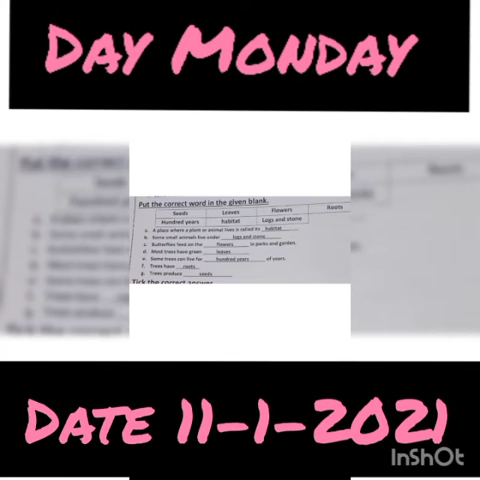 DAY MONDAY
Put the correct word in the given blank.
Seeds Leaves Flowers Roots
Hundred years habitat Logs and stone
a. A place where a plant or animal lives is called its habitat
b. Some small animals live under logs and stone
c. Butterflies feed on the flowers in parks and gardens.
d. Most trees have green leaves
e. Some trees can live for hundred years of years.
f. Trees have roots
g. Trees produce seeds
Tick the correct answer
DATE 11-1-2021
InShOt